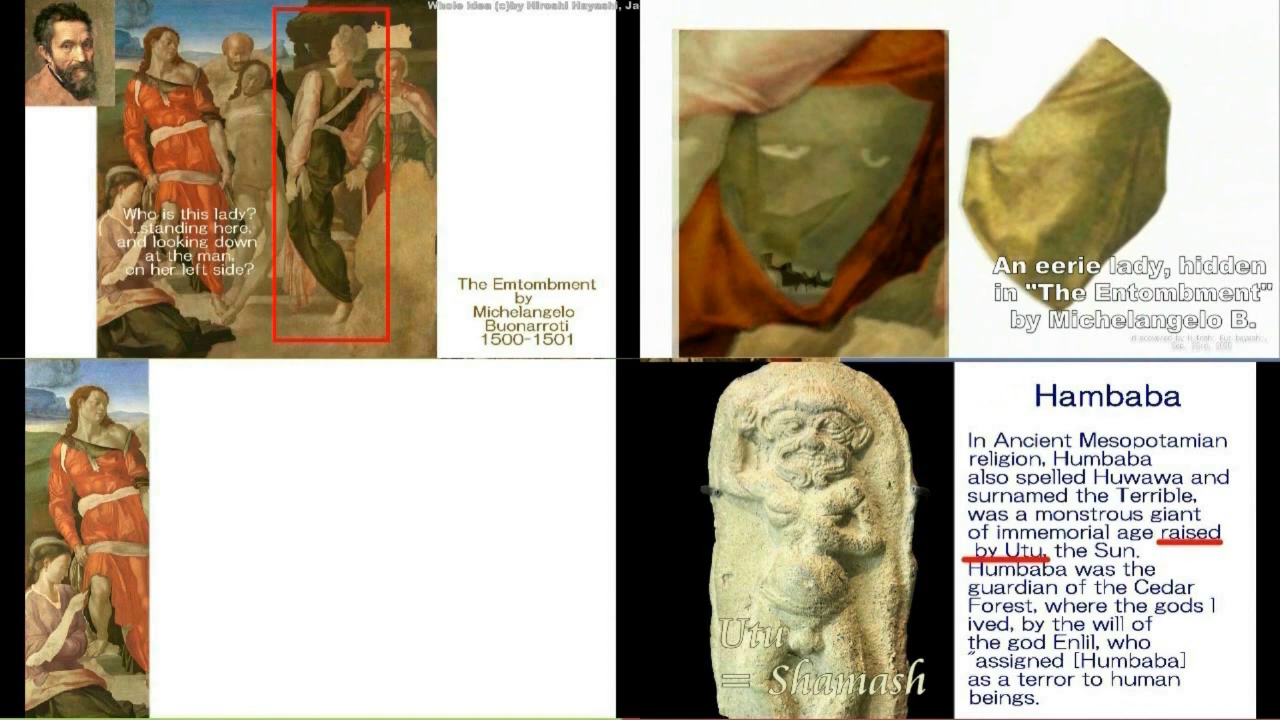 Whole Idea (c)by Hiroshi Hayashi, Ja
Who is this lady?
...standing here,
and looking down
at the man,
on her left side?
The Emtombment
by
Michelangelo
Buonarroti
1500-1501
An eerie lady, hidden
in "The Entombment"
by Michelangelo B.
Hambaba
In Ancient Mesopotamian
religion, Humbaba
also spelled Huwawa and
surnamed the Terrible,
was a monstrous giant
of immemorial age raised
by Utu, the Sun.
Humbaba was the
guardian of the Cedar
Forest, where the gods l
ived, by the will of
the god Enlil, who
"assigned [Humbaba]
as a terror to human
beings.
Utu
= Shamash